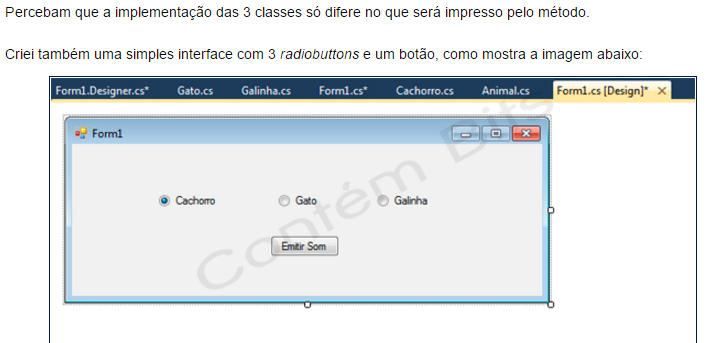 Percebam que a implementação das 3 classes só difere no que será impresso pelo método.
Criei também uma simples interface com 3 radiobuttons e um botão, como mostra a imagem abaixo:
Form1.Designer.cs* Gato.cs Galinha.cs Form1.cs* Cachorro.cs Animal.cs Form1.cs [Design]* ×
Form1
Cachorro Gato Galinha
Emitir Som
Contém Bits